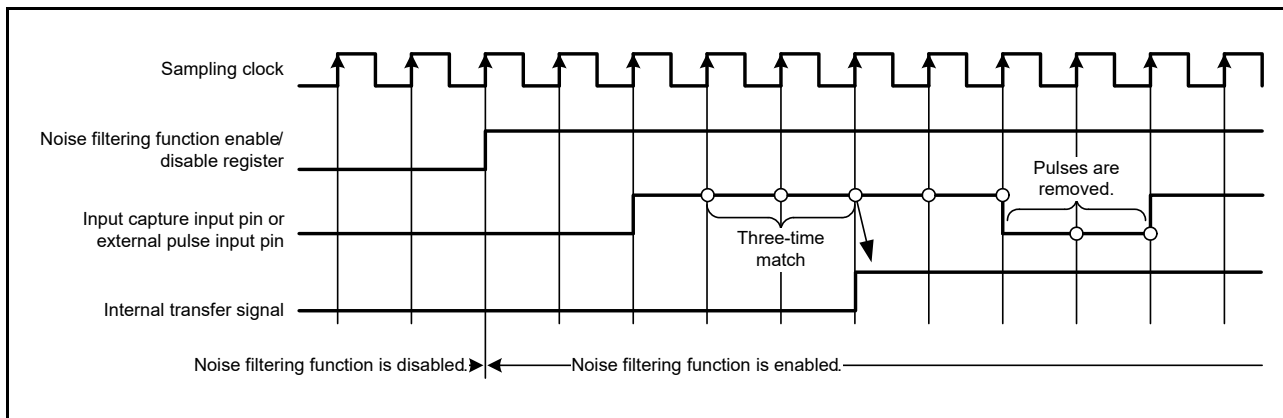 Sampling clock
Noise filtering function enable/
disable register
Pulses are
removed.
Input capture input pin or
external pulse input pin
Three-time
match
Internal transfer signal
Noise filtering function is disabled.
Noise filtering function is enabled.